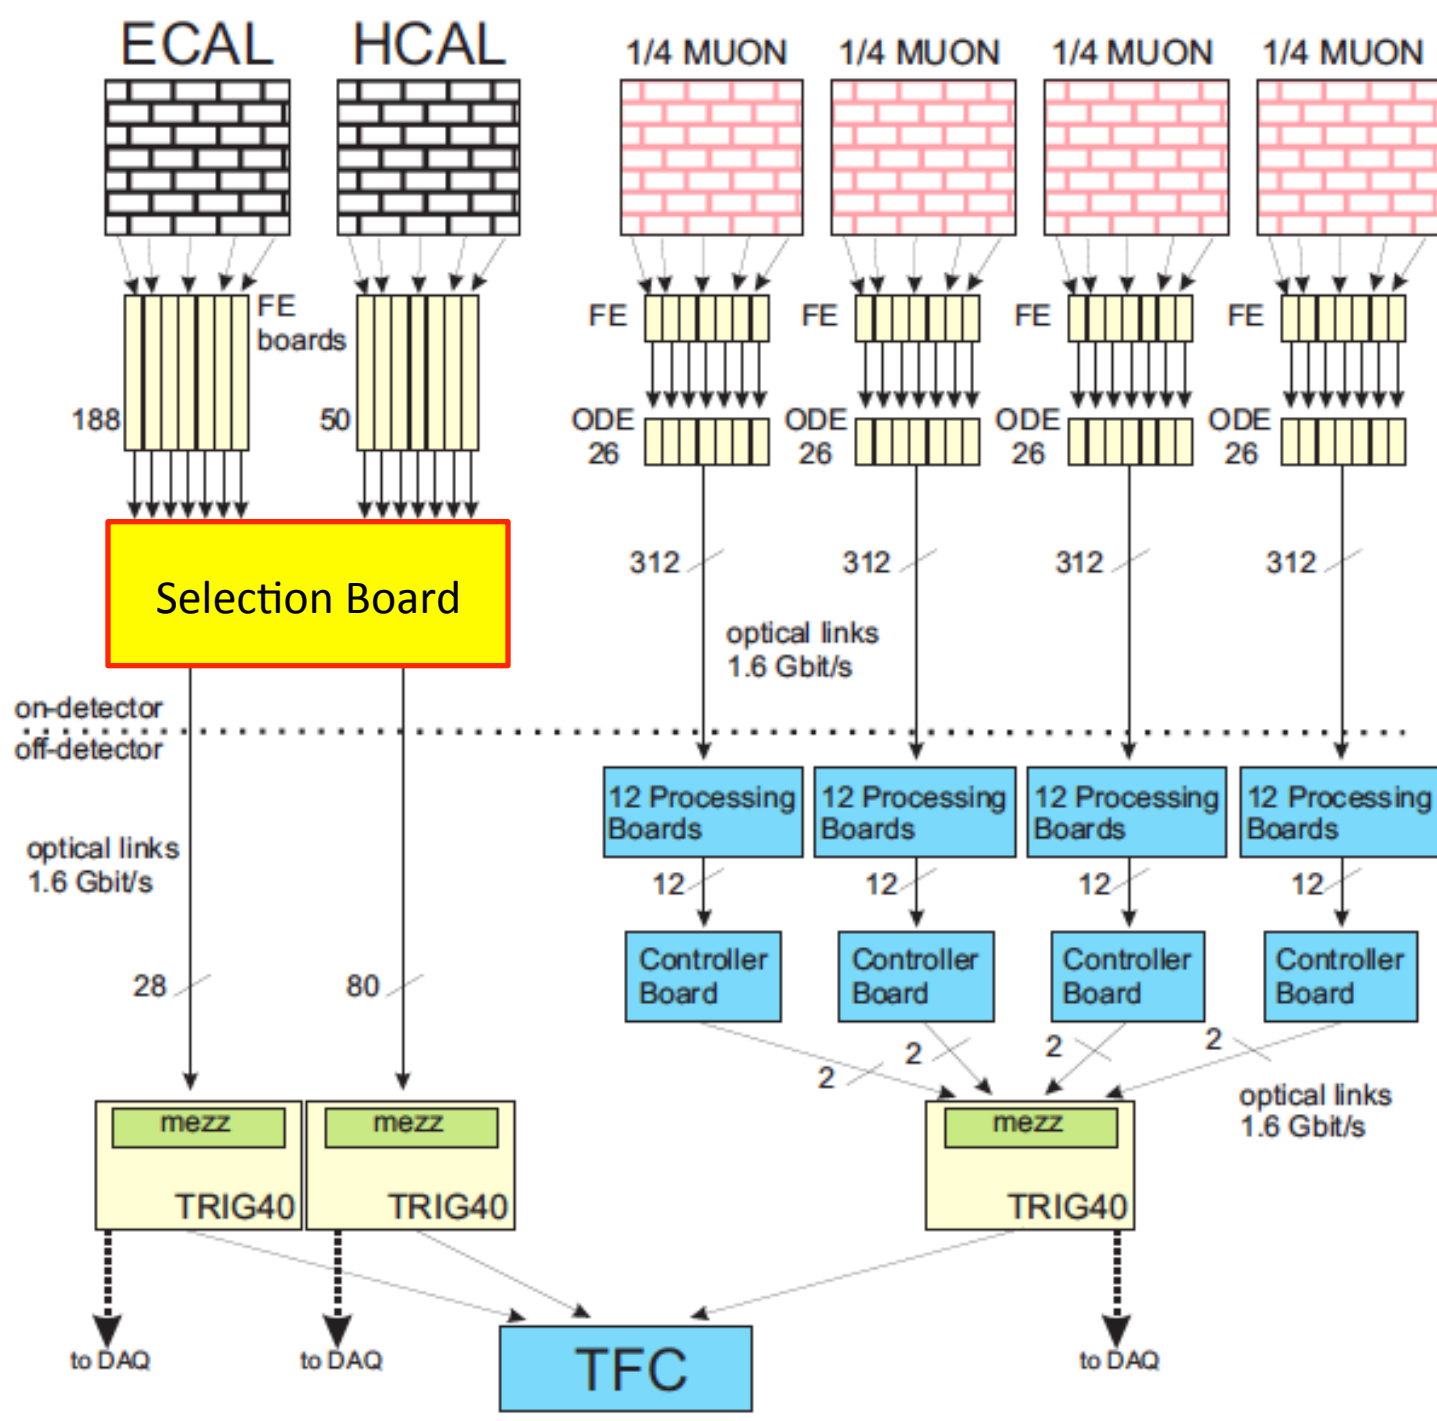 ECAL
HCAL
1/4 MUON
1/4 MUON
1/4 MUON
1/4 MUON
FE
boards
188
50
FE
FE
FE
FE
ODE
26
ODE
26
ODE
26
ODE
26
Selection Board
312
312
312
312
optical links
1.6 Gbit/s
on-detector
off-detector
12 Processing
Boards
12 Processing
Boards
12 Processing
Boards
12 Processing
Boards
optical links
1.6 Gbit/s
12
12
12
12
28
80
Controller
Board
Controller
Board
Controller
Board
Controller
Board
2
2
2
2
optical links
1.6 Gbit/s
mezz
TRIG40
mezz
TRIG40
mezz
TRIG40
to DAQ
to DAQ
to DAQ
TFC